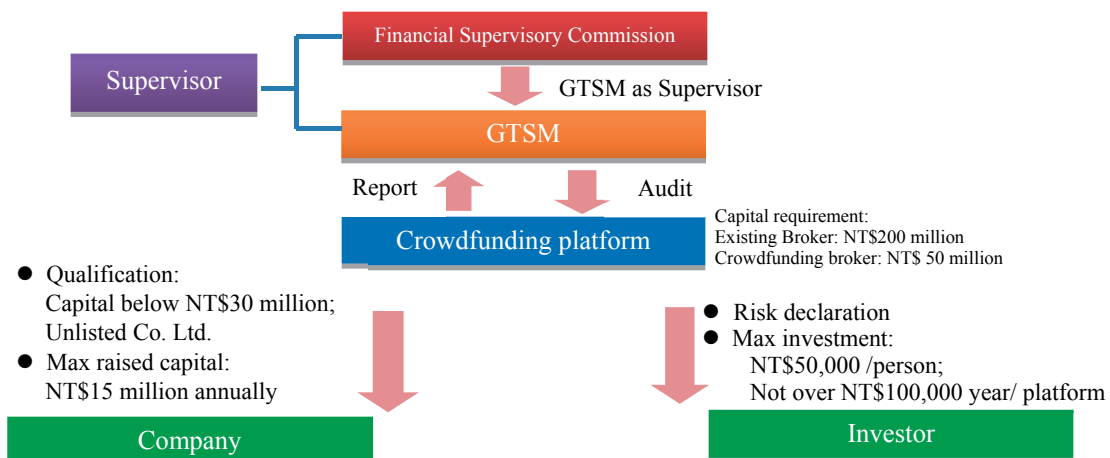 Financial Supervisory Commission
Supervisor
GTSM as Supervisor
GTSM
Report
Audit
Crowdfunding platform
Capital requirement:
Existing Broker: NT$200 million
Crowdfunding broker: NT$ 50 million
● Qualification:
Capital below NT$30 million;
Unlisted Co. Ltd.
● Max raised capital:
NT$15 million annually
● Risk declaration
● Max investment:
NT$50,000 /person;
Not over NT$100,000 year/ platform
Company
Investor